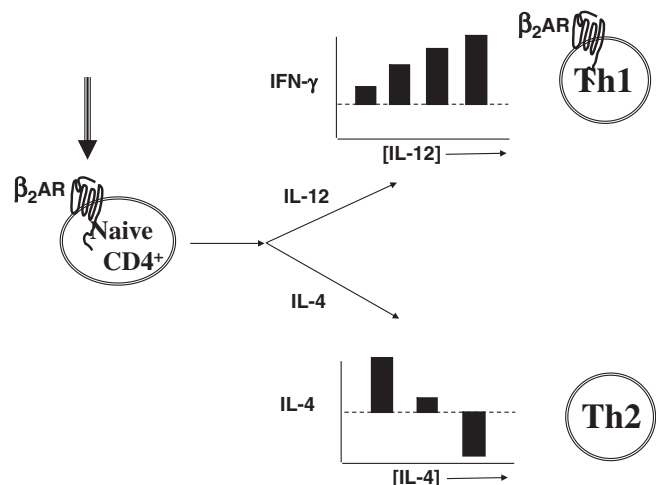 β₂AR
Th1
IFN-γ
[IL-12]
β₂AR
Naive
CD4⁺
IL-12
IL-4
IL-4
Th2
[IL-4]